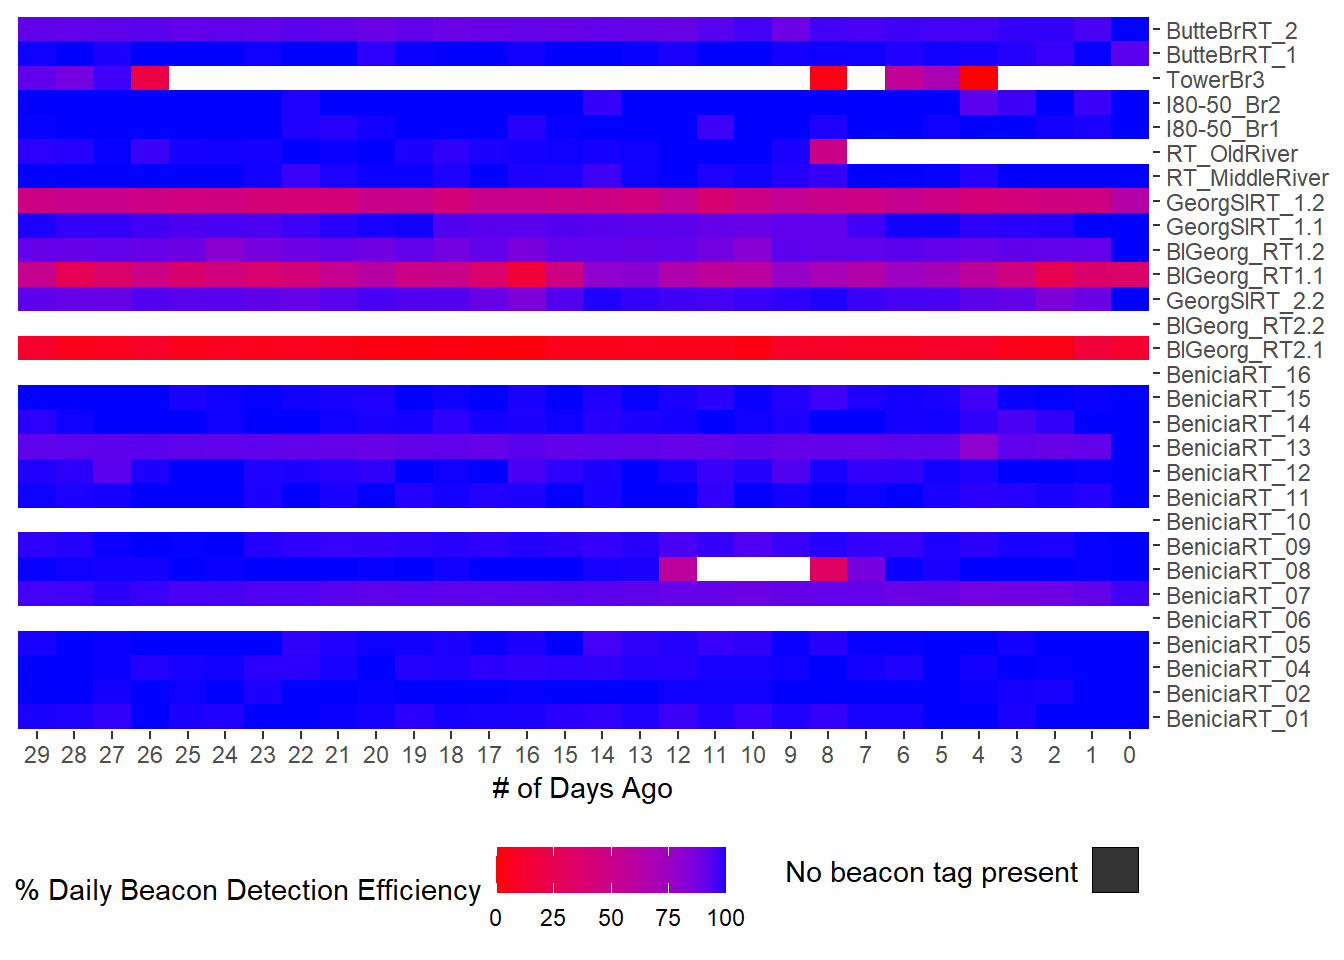 ButteBrRT_2
ButteBrRT_1
TowerBr3
I80-50_Br2
I80-50_Br1
RT_OldRiver
RT_MiddleRiver
GeorgSlRT_1.2
GeorgSlRT_1.1
BlGeorg_RT1.2
BlGeorg_RT1.1
GeorgSlRT_2.2
BlGeorg_RT2.2
BlGeorg_RT2.1
BeniciaRT_16
BeniciaRT_15
BeniciaRT_14
BeniciaRT_13
BeniciaRT_12
BeniciaRT_11
BeniciaRT_10
BeniciaRT_09
BeniciaRT_08
BeniciaRT_07
BeniciaRT_06
BeniciaRT_05
BeniciaRT_04
BeniciaRT_02
BeniciaRT_01
29 28 27 26 25 24 23 22 21 20 19 18 17 16 15 14 13 12 11 10 9 8 7 6 5 4 3 2 1 0
# of Days Ago
% Daily Beacon Detection Efficiency
0 25 50 75 100
No beacon tag present